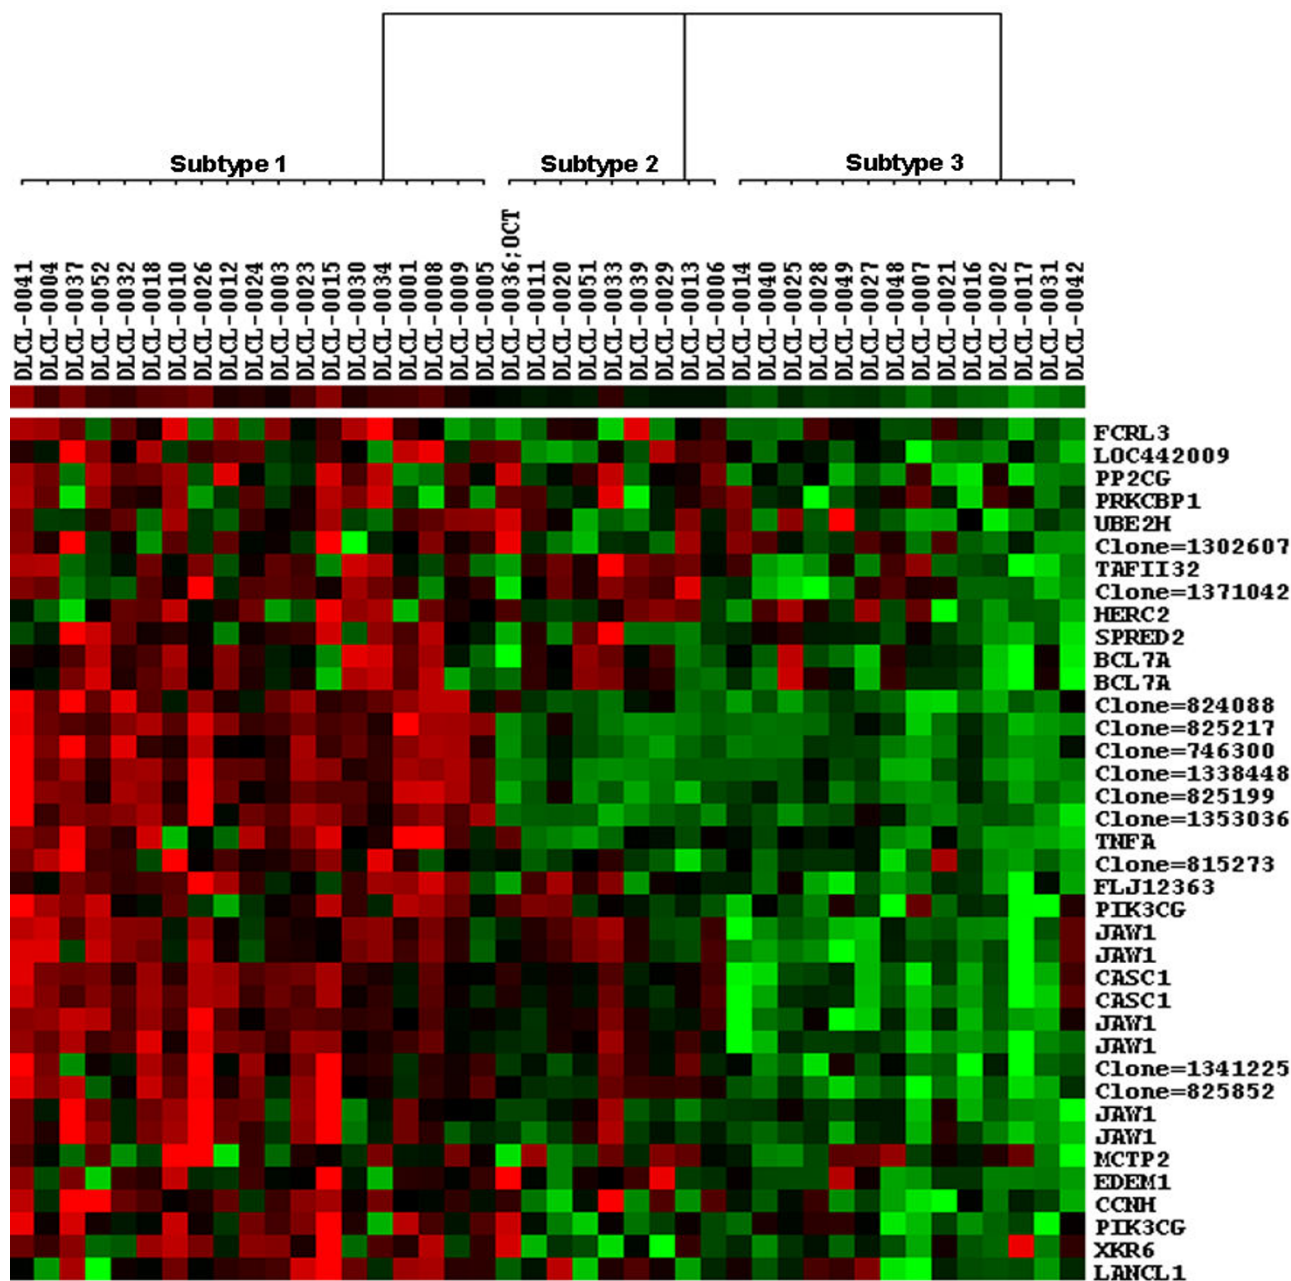 Subtype 1
Subtype 2
Subtype 3
DLCL-0041
DLCL-0004
DLCL-0037
DLCL-0052
DLCL-0032
DLCL-0018
DLCL-0010
DLCL-0026
DLCL-0012
DLCL-0024
DLCL-0003
DLCL-0023
DLCL-0015
DLCL-0030
DLCL-0034
DLCL-0001
DLCL-0008
DLCL-0009
DLCL-0005
DLCL-0036;OCT
DLCL-0011
DLCL-0020
DLCL-0051
DLCL-0033
DLCL-0039
DLCL-0029
DLCL-0013
DLCL-0006
DLCL-0014
DLCL-0040
DLCL-0025
DLCL-0028
DLCL-0049
DLCL-0027
DLCL-0048
DLCL-0007
DLCL-0021
DLCL-0016
DLCL-0002
DLCL-0017
DLCL-0031
DLCL-0042
FCRL3
LOC442009
PP2CG
PRKCBP1
UBE2H
Clone=1302607
TAFII32
Clone=1371042
HERC2
SPRED2
BCL7A
BCL7A
Clone=824088
Clone=825217
Clone=746300
Clone=1338448
Clone=825199
Clone=1353036
TNFA
Clone=815273
FLJ12363
PIK3CG
JAW1
JAW1
CASC1
CASC1
JAW1
JAW1
Clone=1341225
Clone=825852
JAW1
JAW1
MCTP2
EDEM1
CCNH
PIK3CG
XKR6
LANCL1